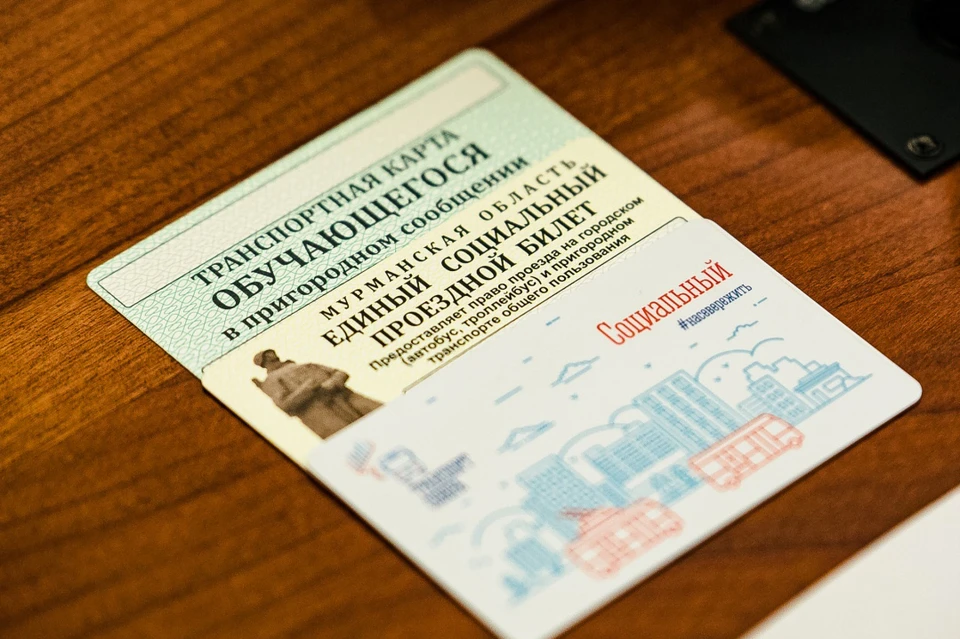 ТРАНСПОРТНАЯ КАРТА
ОБУЧАЮЩЕГОСЯ
в пригородном сообщении
МУРМАНСКАЯ ОБЛАСТЬ
ЕДИНЫЙ СОЦИАЛЬНЫЙ
ПРОЕЗДНОЙ БИЛЕТ
Предоставляет право проезда на городском
(автобус, троллейбус) и пригородном
транспорте общего пользования
Социальный
#насевережить